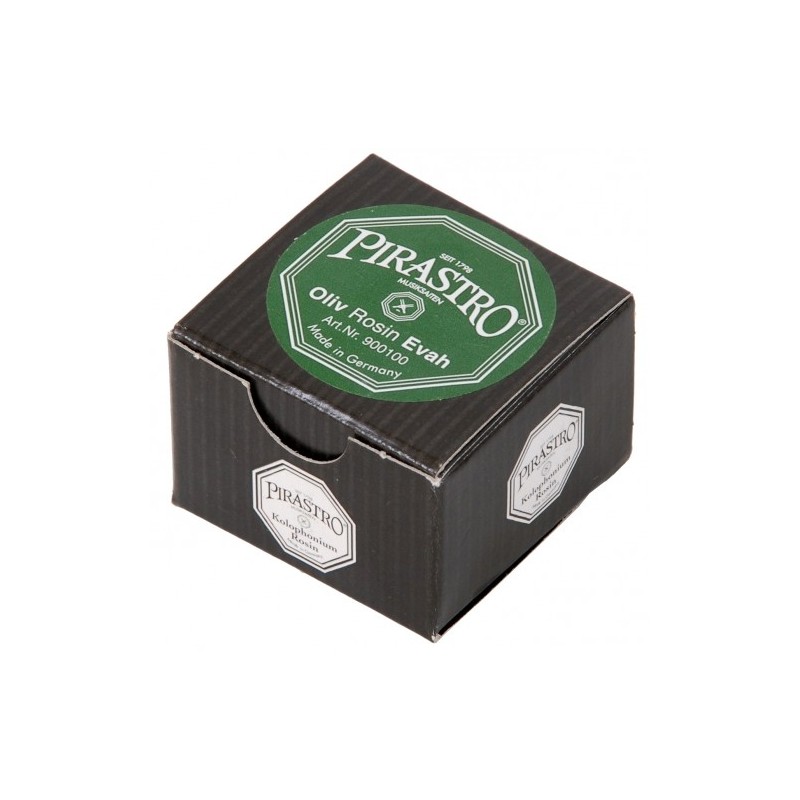 SEIT 1798
PIRASTRO®
MUSIKSAITEN
Oliv Rosin Evah
Art.Nr. 900100
Made in Germany
PIRASTRO
Kolophonium
Rosin
PIRASTRO
Kolophonium
Rosin